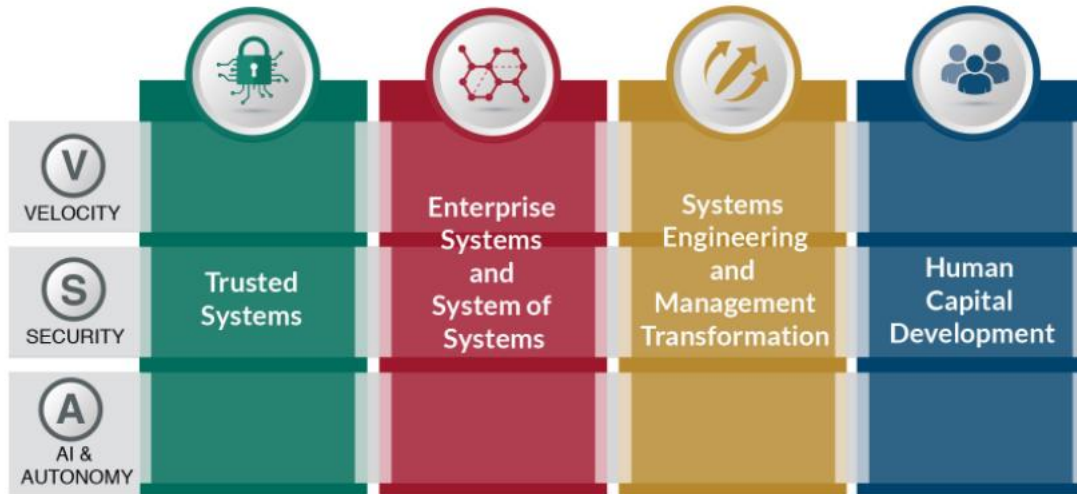 V
VELOCITY
S
SECURITY
A
AI &
AUTONOMY
Trusted
Systems
Enterprise
Systems
and
System of
Systems
Systems
Engineering
and
Management
Transformation
Human
Capital
Development